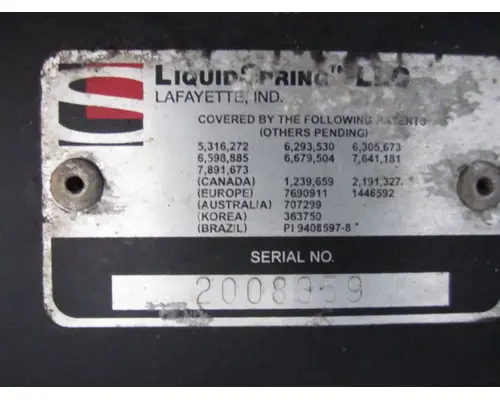 LIQUIDSPRING™ LLC
LAFAYETTE, IND.
COVERED BY THE FOLLOWING PATENTS
(OTHERS PENDING)
5,316,272 6,293,530 6,305,673
6,598,885 6,679,504 7,641,181
7,891,673
(CANADA) 1,239,659 2,191,327
(EUROPE) 7690911 1446592
(AUSTRALIA) 707299
(KOREA) 363750
(BRAZIL) PI 9408597-8
SERIAL NO.
2008359